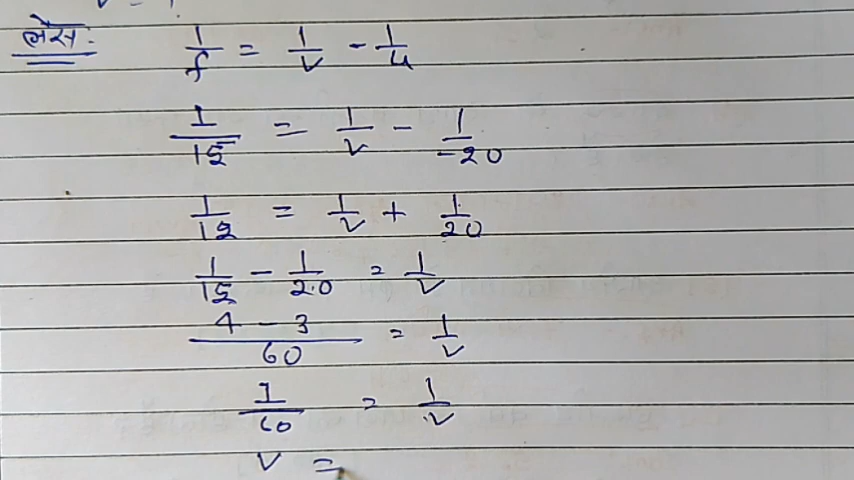 लेंस:
1/f = 1/v - 1/u
1/15 = 1/v - 1/-20
1/15 = 1/v + 1/20
1/15 - 1/20 = 1/v
4 - 3/60 = 1/v
1/60 = 1/v
v =